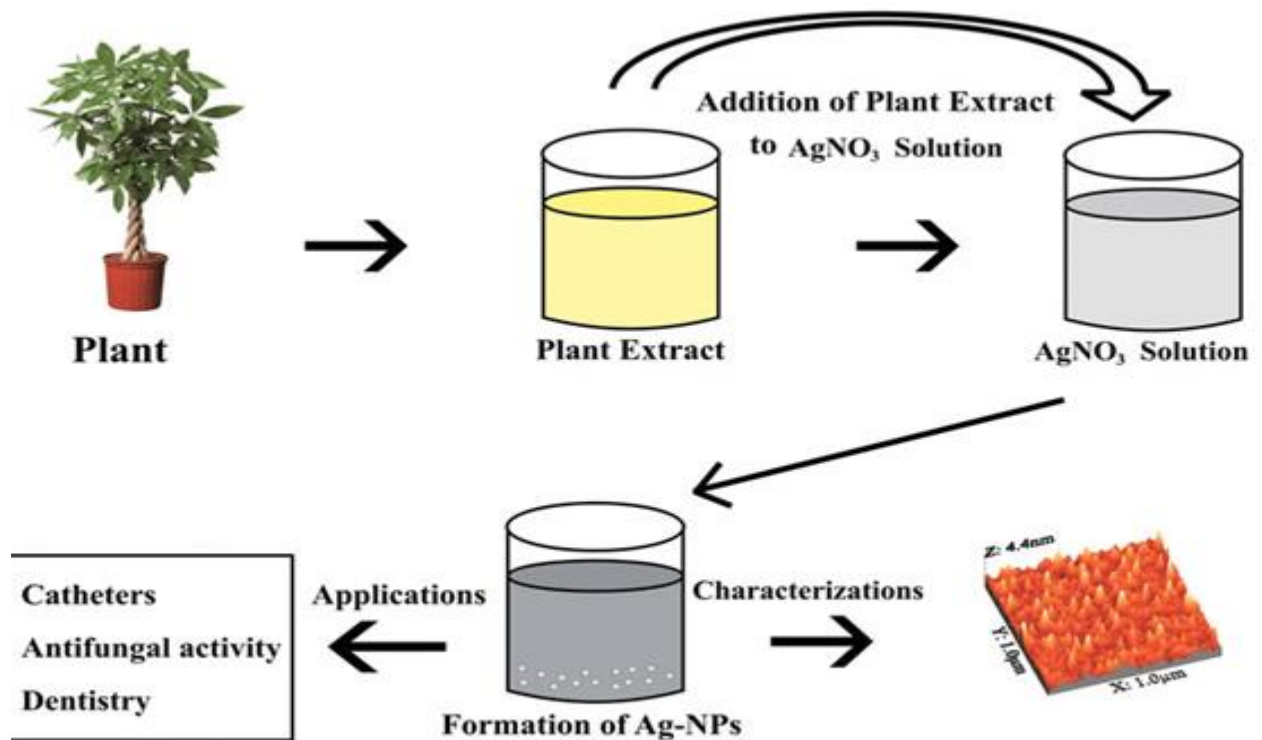 Addition of Plant Extract
to AgNO₃ Solution
Plant
Plant Extract
AgNO₃ Solution
Catheters
Antifungal activity
Dentistry
Applications
Characterizations
Z: 4.4nm
Y: 1.0µm
X: 1.0µm
Formation of Ag-NPs